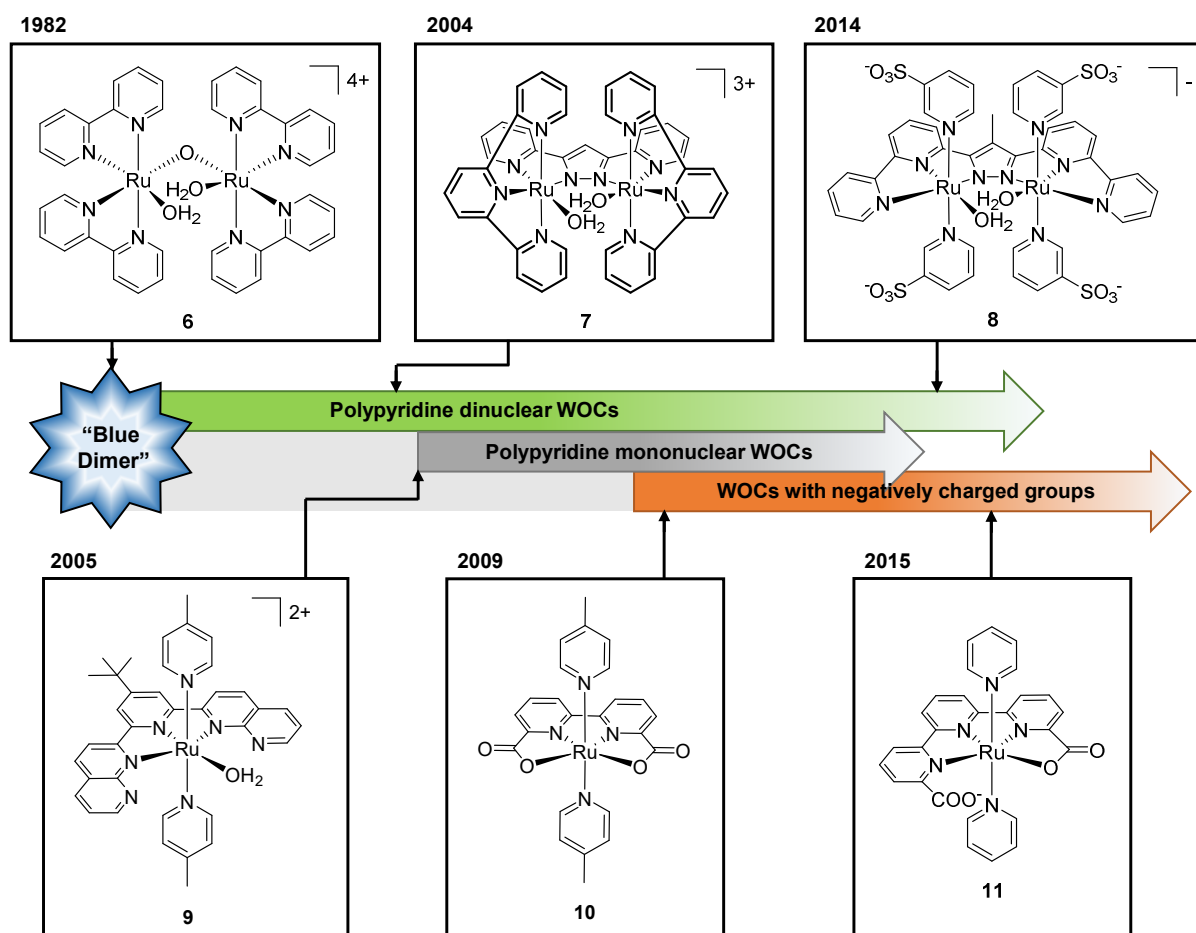 1982
4+
N
N
O
N
N
Ru
H2O
Ru
OH2
N
N
N
N
6
2004
3+
N
N
N
N
N
N
N
N
Ru
Ru
H2O
OH2
N
N
7
2014
-
-O3S
SO3-
N
N
N
N
N
N
Ru
Ru
H2O
OH2
N
N
N
N
-O3S
SO3-
8
"Blue
Dimer"
Polypyridine dinuclear WOCs
Polypyridine mononuclear WOCs
WOCs with negatively charged groups
2005
2+
N
N
N
N
Ru
N
OH2
N
N
9
2009
N
N
N
O
O
Ru
O
O
N
10
2015
N
N
N
Ru
O
N
O
COO-
N
11